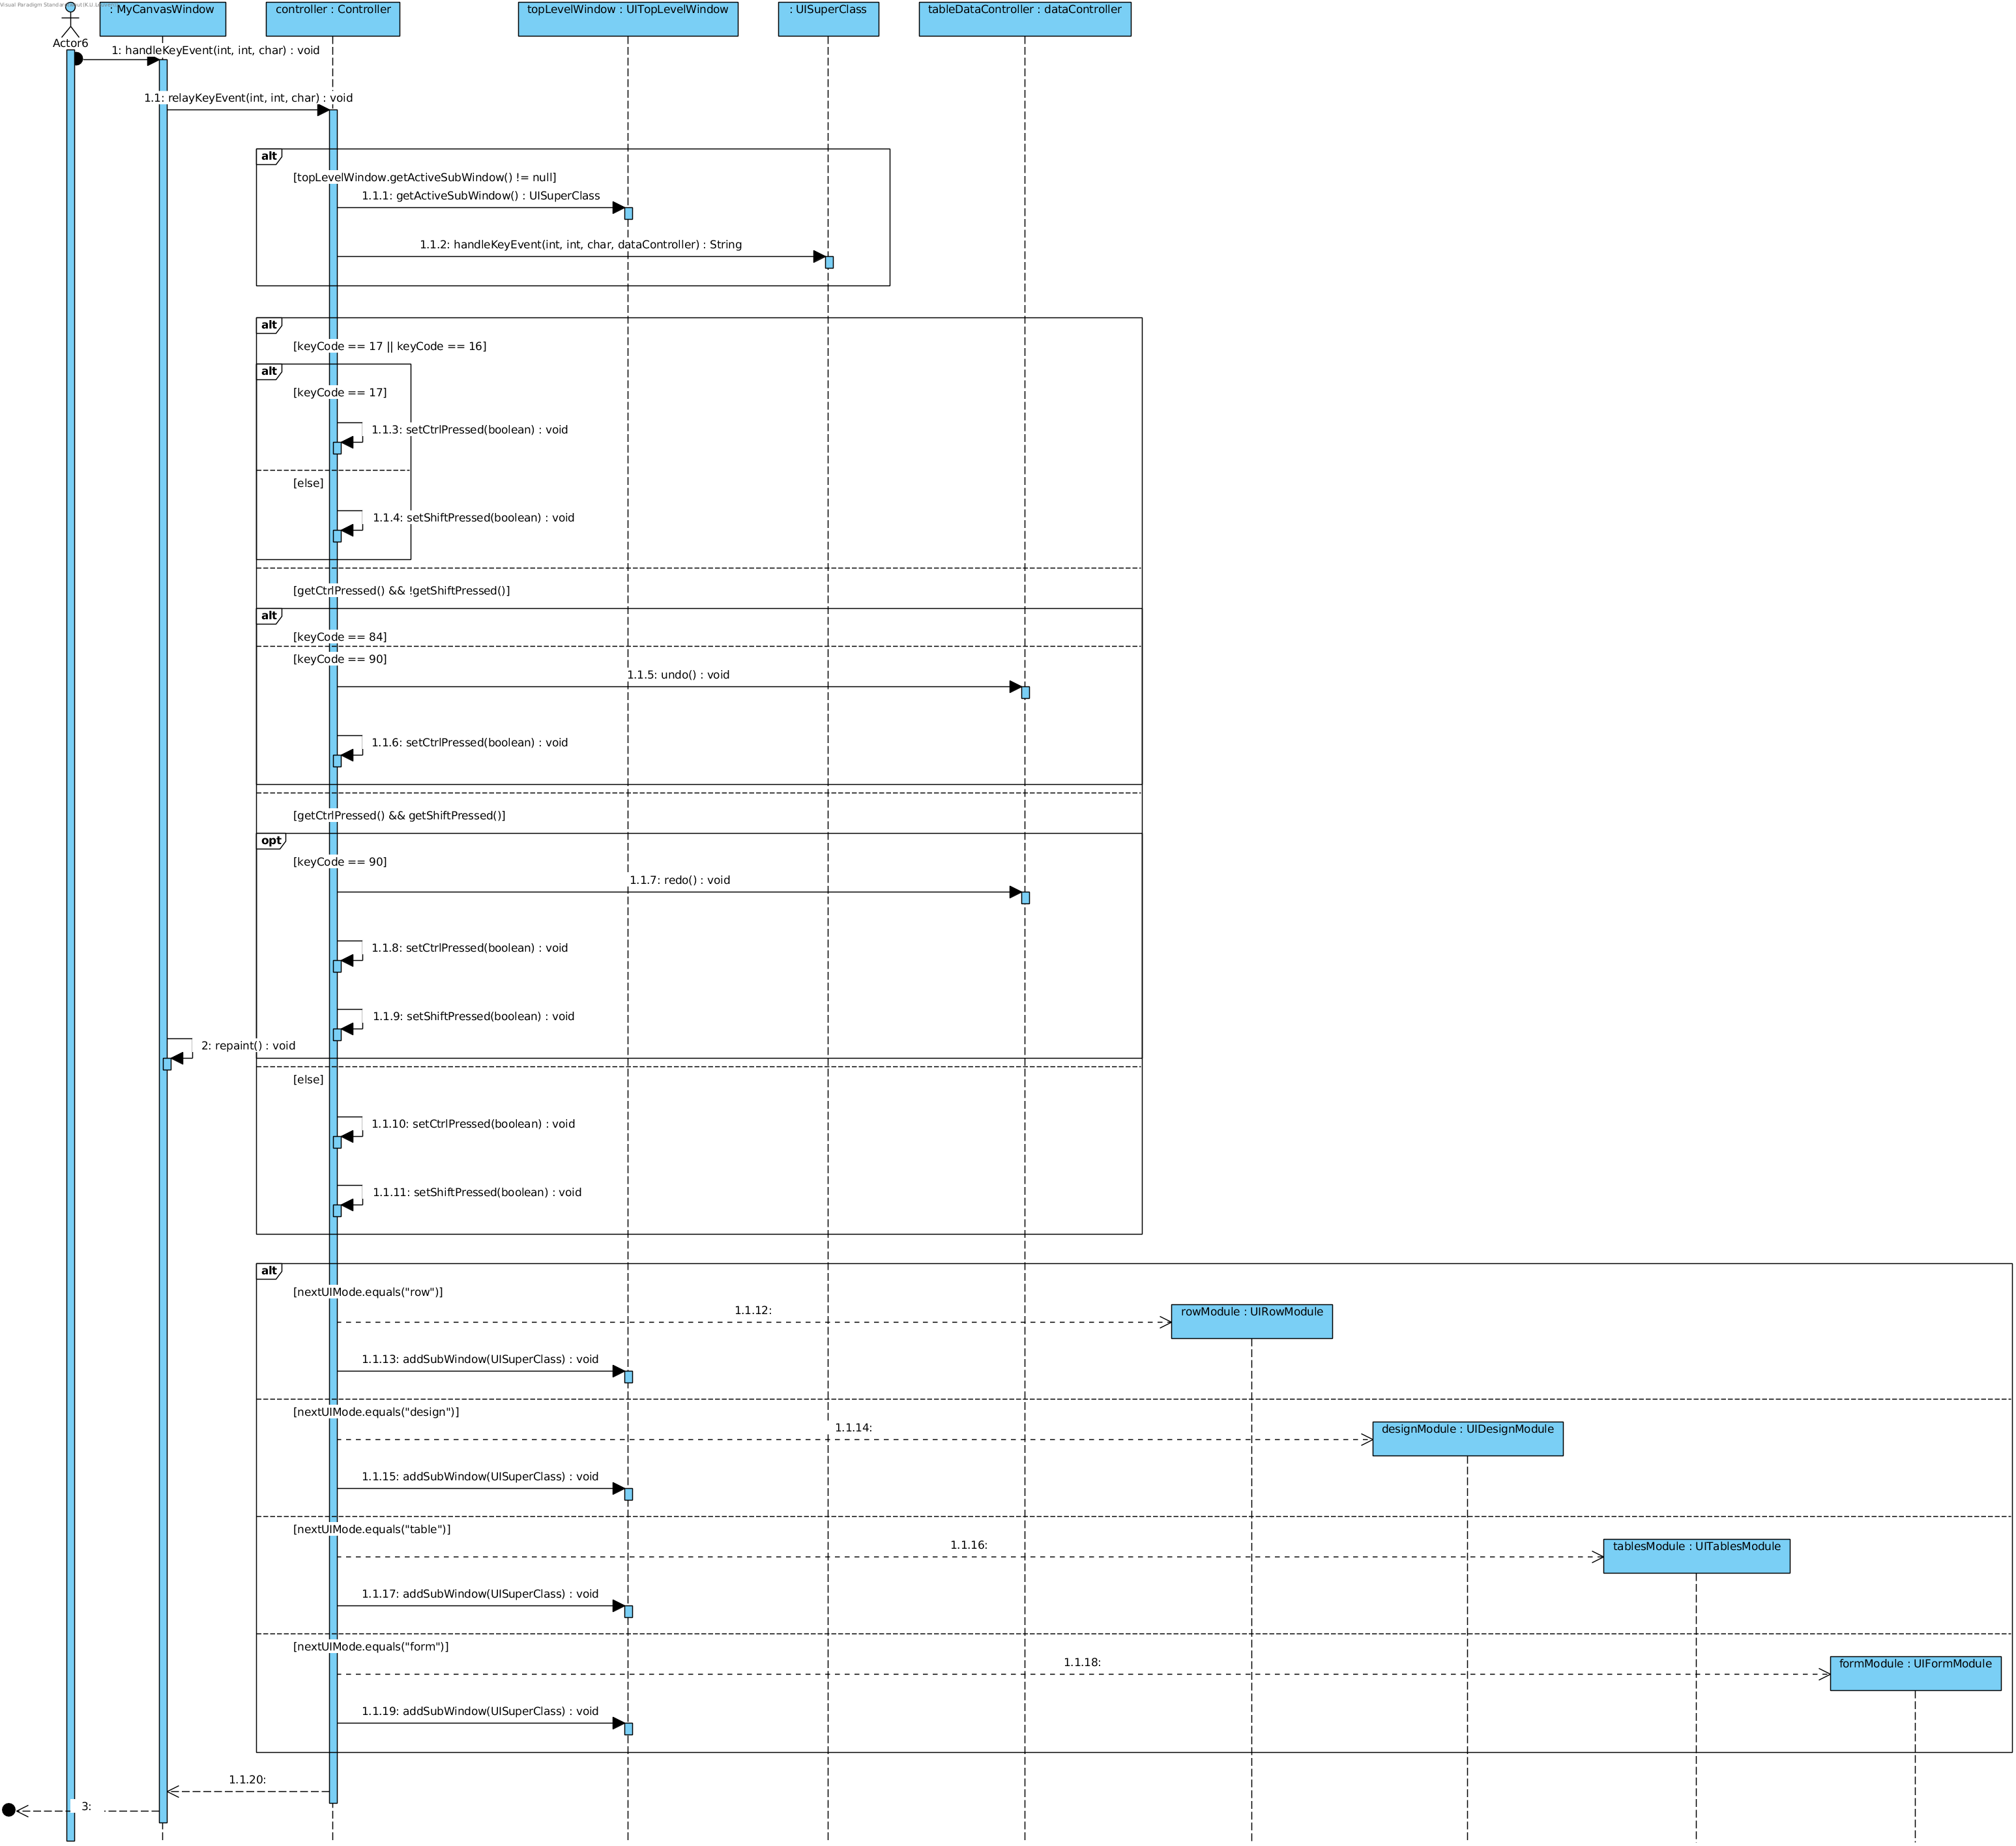 Visual Paradigm Standard
Actor6
: MyCanvasWindow
controller : Controller
topLevelWindow : UITopLevelWindow
: UISuperClass
tableDataController : dataController
1: handleKeyEvent(int, int, char) : void
1.1: relayKeyEvent(int, int, char) : void
alt
[topLevelWindow.getActiveSubWindow() != null]
1.1.1: getActiveSubWindow() : UISuperClass
1.1.2: handleKeyEvent(int, int, char, dataController) : String
alt
[keyCode == 17 || keyCode == 16]
alt
[keyCode == 17]
1.1.3: setCtrlPressed(boolean) : void
[else]
1.1.4: setShiftPressed(boolean) : void
[getCtrlPressed() && !getShiftPressed()]
alt
[keyCode == 84]
[keyCode == 90]
1.1.5: undo() : void
1.1.6: setCtrlPressed(boolean) : void
[getCtrlPressed() && getShiftPressed()]
opt
[keyCode == 90]
1.1.7: redo() : void
1.1.8: setCtrlPressed(boolean) : void
1.1.9: setShiftPressed(boolean) : void
2: repaint() : void
[else]
1.1.10: setCtrlPressed(boolean) : void
1.1.11: setShiftPressed(boolean) : void
alt
[nextUIMode.equals("row")]
1.1.12:
rowModule : UIRowModule
1.1.13: addSubWindow(UISuperClass) : void
[nextUIMode.equals("design")]
1.1.14:
designModule : UIDesignModule
1.1.15: addSubWindow(UISuperClass) : void
[nextUIMode.equals("table")]
1.1.16:
tablesModule : UITablesModule
1.1.17: addSubWindow(UISuperClass) : void
[nextUIMode.equals("form")]
1.1.18:
formModule : UIFormModule
1.1.19: addSubWindow(UISuperClass) : void
1.1.20:
3: